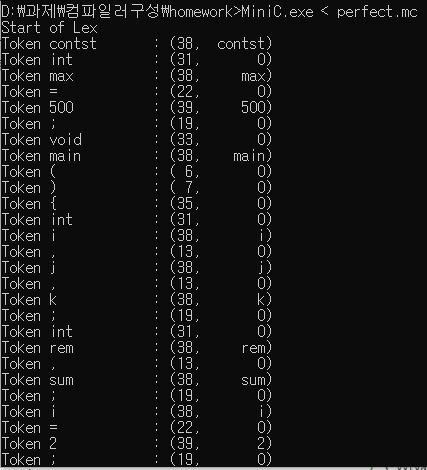 D:\과제\컴파일러구성\homework>MiniC.exe < perfect.mc
Start of Lex
Token contst : (38, contst)
Token int : (31, 0)
Token max : (38, max)
Token = : (22, 0)
Token 500 : (39, 500)
Token ; : (19, 0)
Token void : (33, 0)
Token main : (38, main)
Token ( : ( 6, 0)
Token ) : ( 7, 0)
Token { : (35, 0)
Token int : (31, 0)
Token i : (38, i)
Token , : (13, 0)
Token j : (38, j)
Token , : (13, 0)
Token k : (38, k)
Token ; : (19, 0)
Token int : (31, 0)
Token rem : (38, rem)
Token , : (13, 0)
Token sum : (38, sum)
Token ; : (19, 0)
Token i : (38, i)
Token = : (22, 0)
Token 2 : (39, 2)
Token ; : (19, 0)